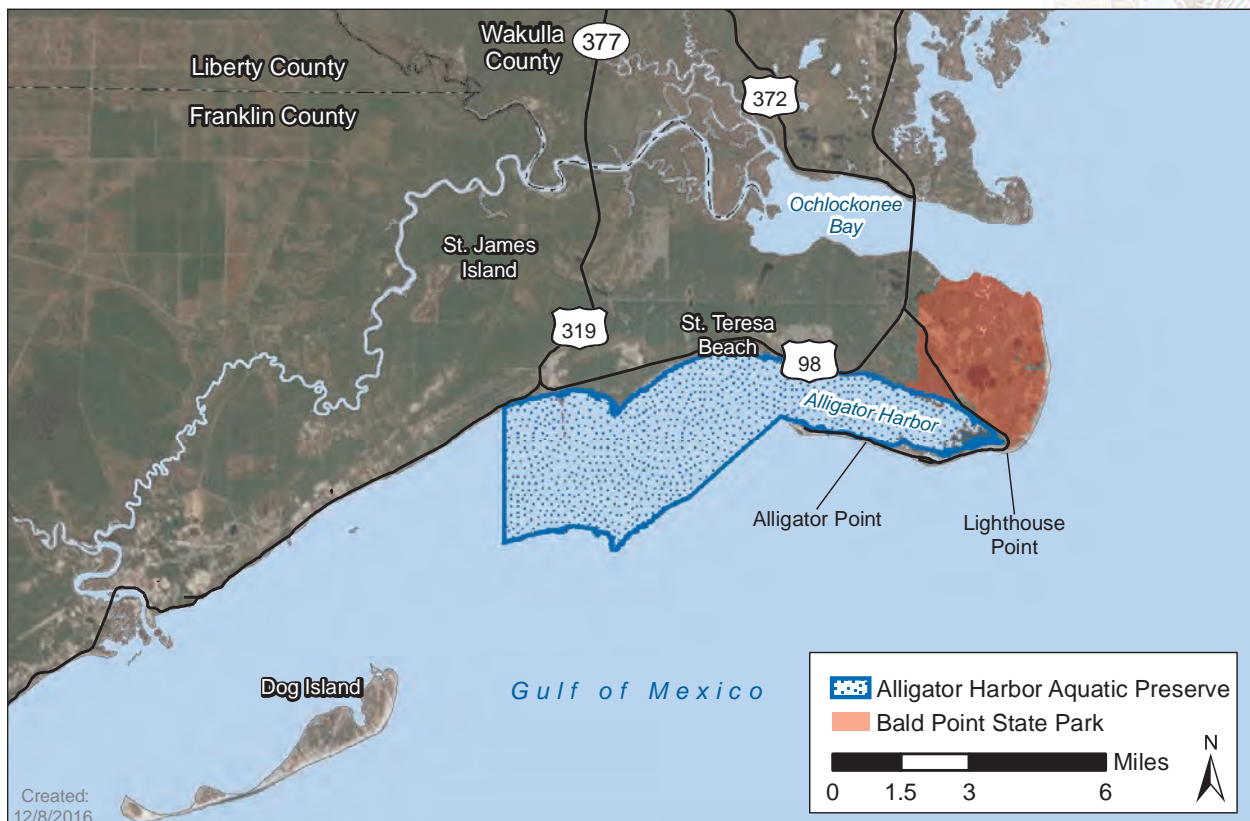 Wakulla
County
377
Liberty County
Franklin County
372
Ochlockonee
Bay
St. James
Island
319
St. Teresa
Beach
98
Alligator Harbor
Alligator Point
Lighthouse
Point
Dog Island
Gulf of Mexico
Alligator Harbor Aquatic Preserve
Bald Point State Park
Miles
0 1.5 3 6
N
Created:
12/8/2016